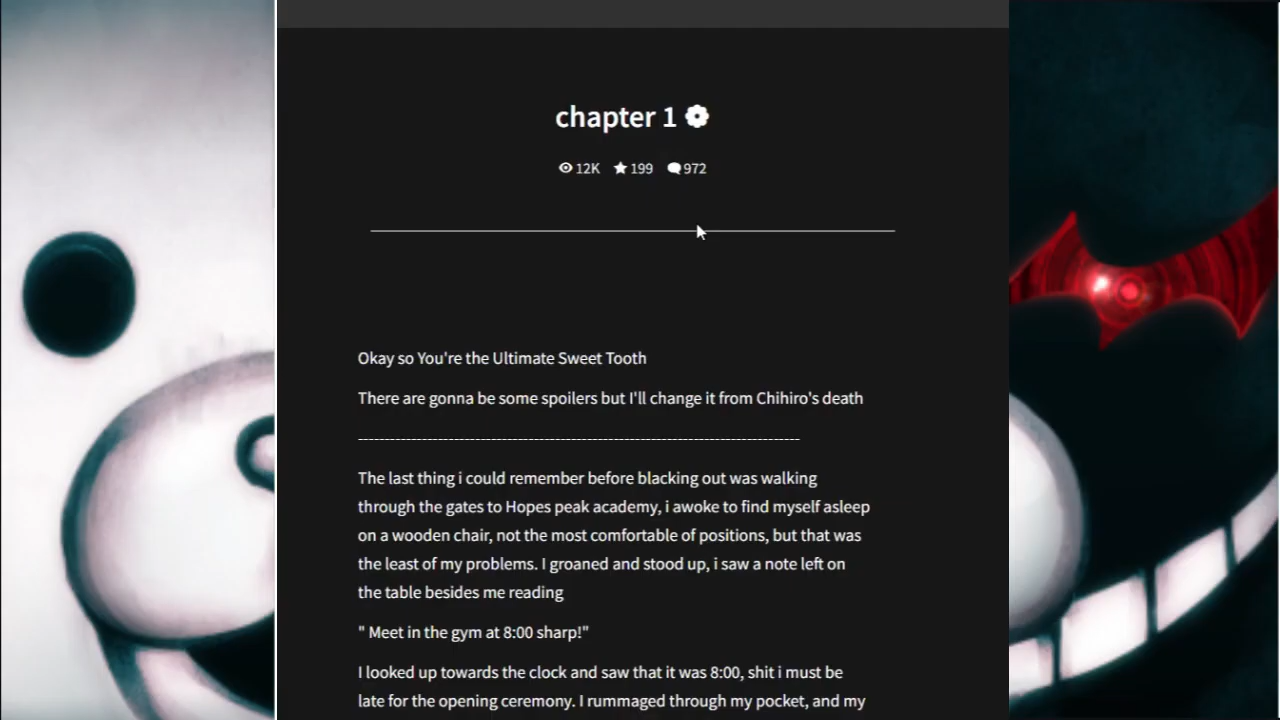 chapter 1
12K 199 972
Okay so You're the Ultimate Sweet Tooth
There are gonna be some spoilers but I'll change it from Chihiro's death
--------------------------------------------------------------------------------
The last thing i could remember before blacking out was walking
through the gates to Hopes peak academy, i awoke to find myself asleep
on a wooden chair, not the most comfortable of positions, but that was
the least of my problems. I groaned and stood up, i saw a note left on
the table besides me reading
" Meet in the gym at 8:00 sharp!"
I looked up towards the clock and saw that it was 8:00, shit i must be
late for the opening ceremony. I rummaged through my pocket, and my